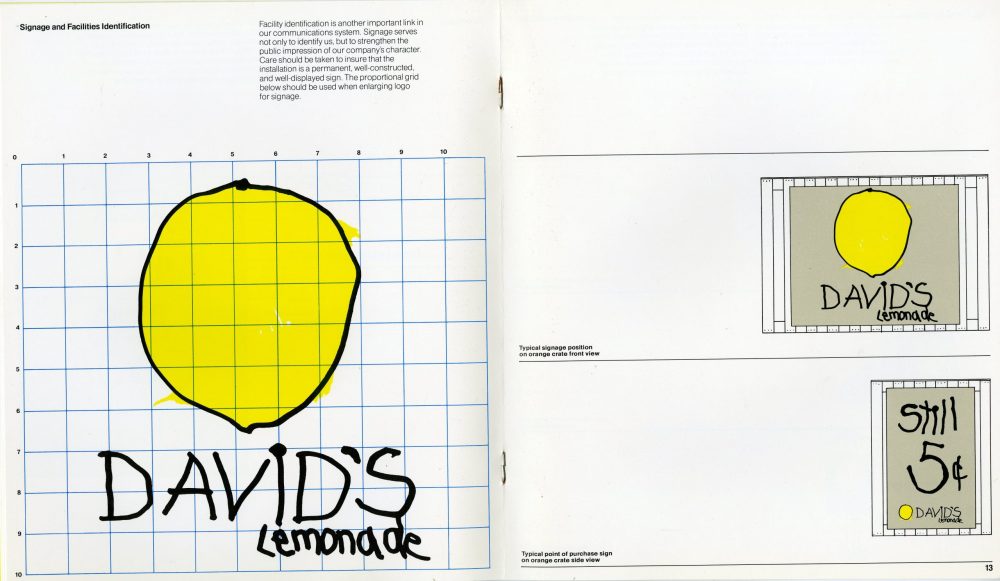 Signage and Facilities Identification
Facility identification is another important link in
our communications system. Signage serves
not only to identify us, but to strengthen the
public impression of our company's character.
Care should be taken to insure that the
installation is a permanent, well-constructed,
and well-displayed sign. The proportional grid
below should be used when enlarging logo
for signage.
0 1 2 3 4 5 6 7 8 9 10
1
2
3
4
5
6
7
8
9
10
DAVID'S
Lemonade
DAVID'S
Lemonade
Typical signage position
on orange crate front view
Still
5¢
DAVID'S
Lemonade
Typical point of purchase sign
on orange crate side view
13